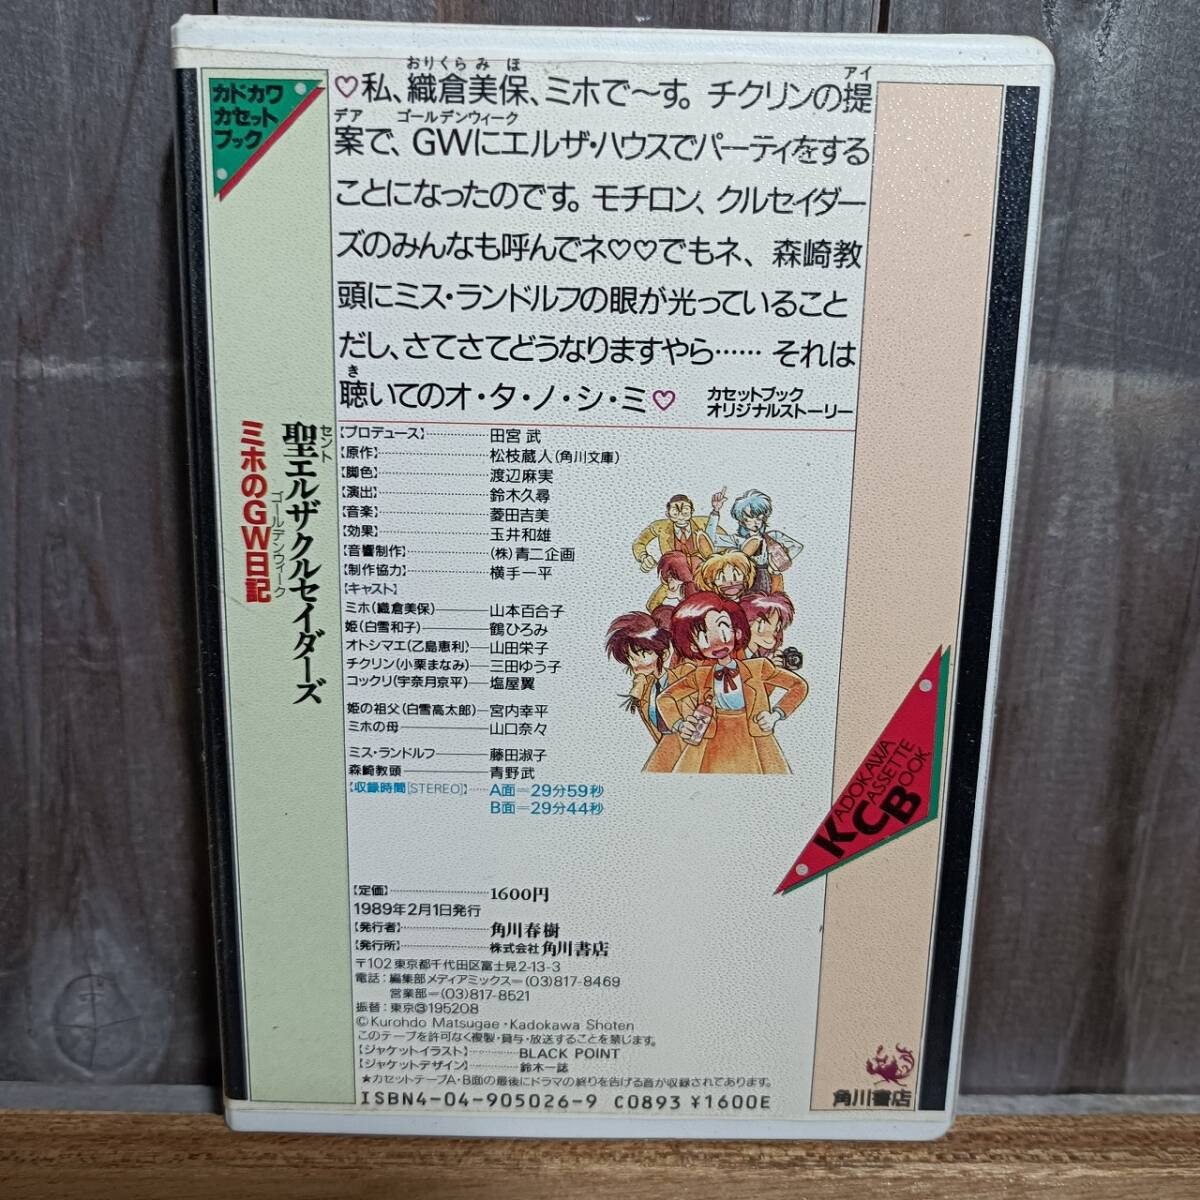 カドカワ
カセット
ブック
おりくらみほ アイ
♡私、織倉美保、ミホで〜す。チクリンの提
デア ゴールデンウィーク
案で、GWにエルザ・ハウスでパーティをする
ことになったのです。モチロン、クルセイダー
ズのみんなも呼んでネ♡♡でもネ、森崎教
頭にミス・ランドルフの眼が光っていること
だし、さてさてどうなりますやら…… それは
き
聴いてのオ・タ・ノ・シ・ミ♡
カセットブック
オリジナルストーリー
セント
聖エルザクルセイダーズ
ゴールデンウィーク
ミホのGW日記
【プロデュース】…………田宮 武
【原作】…………松枝蔵人(角川文庫)
【脚色】…………渡辺麻実
【演出】…………鈴木久尋
【音楽】…………菱田吉美
【効果】…………玉井和雄
【音響制作】…………(株)青二企画
【制作協力】…………横手一平
【キャスト】
ミホ(織倉美保)―――山本百合子
姫(白雪和子)―――鶴ひろみ
オトシマエ(乙島恵利)―山田栄子
チクリン(小栗まなみ)―三田ゆう子
コックリ(宇奈月京平)―塩屋翼
姫の祖父(白雪高太郎)―宮内幸平
ミホの母―――山口奈々
ミス・ランドルフ―――藤田淑子
森崎教頭―――青野武
【収録時間[STEREO]】……A面=29分59秒
B面=29分44秒
KADOKAWA
CASSETTE
BOOK
【定価】…………1600円
1989年2月1日発行
【発行者】…………角川春樹
【発行所】…………株式会社角川書店
〒102 東京都千代田区富士見2-13-3
電話：編集部メディアミックス=(03)817-8469
営業部=(03)817-8521
振替：東京③195208
©Kurohdo Matsugae・Kadokawa Shoten
このテープを許可なく複製・貸与・放送することを禁じます。
【ジャケットイラスト】…………BLACK POINT
【ジャケットデザイン】…………鈴木一誌
★カセットテープA・B面の最後にドラマの終りを告げる音が収録されてあります。
ISBN4-04-905026-9 C0893 ¥1600E
角川書店